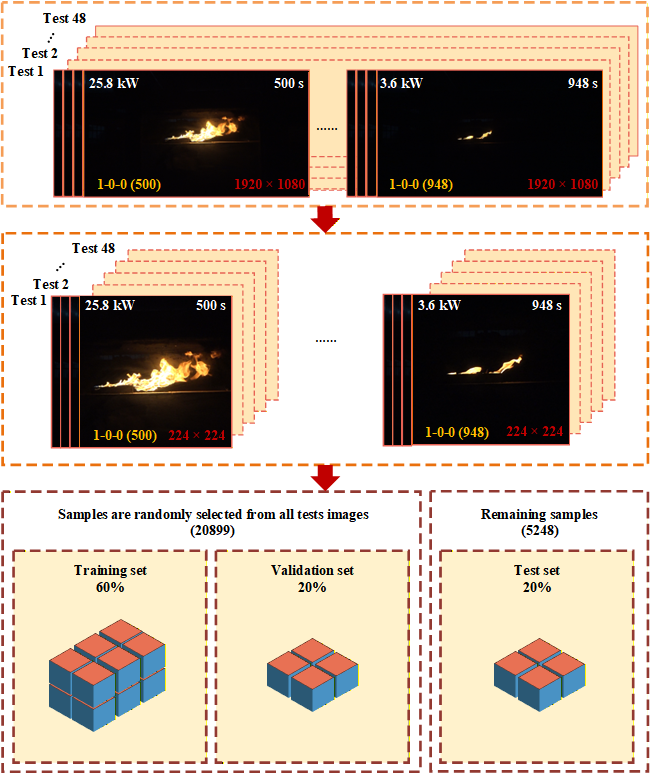 Test 48
Test 2
Test 1
25.8 kW 500 s
1-0-0 (500) 1920 × 1080
......
3.6 kW 948 s
1-0-0 (948) 1920 × 1080
Test 48
Test 2
Test 1
25.8 kW 500 s
1-0-0 (500) 224 × 224
......
3.6 kW 948 s
1-0-0 (948) 224 × 224
Samples are randomly selected from all tests images
(20899)
Training set
60%
Validation set
20%
Remaining samples
(5248)
Test set
20%